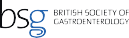 bsg
BRITISH SOCIETY OF
GASTROENTEROLOGY